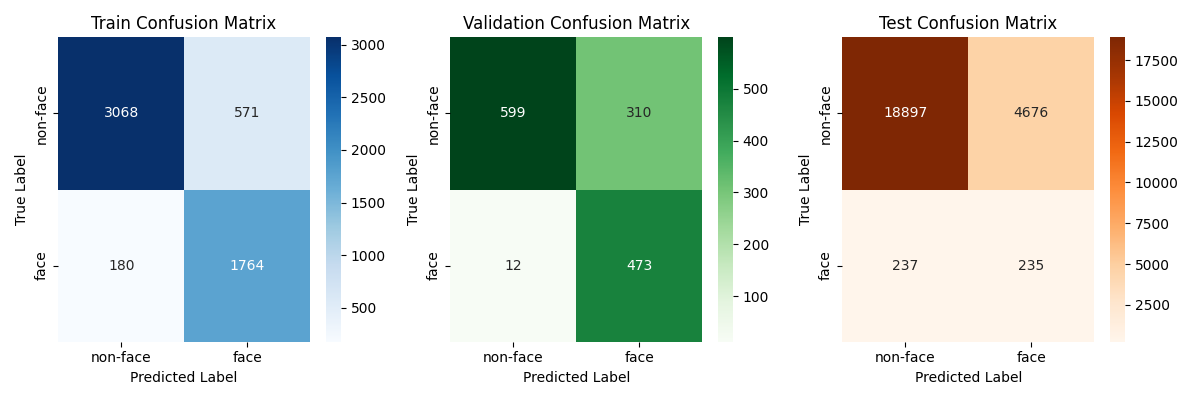 Train Confusion Matrix
3068 571
180 1764
non-face
face
True Label
non-face face
Predicted Label
3000
2500
2000
1500
1000
500
Validation Confusion Matrix
599 310
12 473
non-face
face
True Label
non-face face
Predicted Label
500
400
300
200
100
Test Confusion Matrix
18897 4676
237 235
non-face
face
True Label
non-face face
Predicted Label
17500
15000
12500
10000
7500
5000
2500